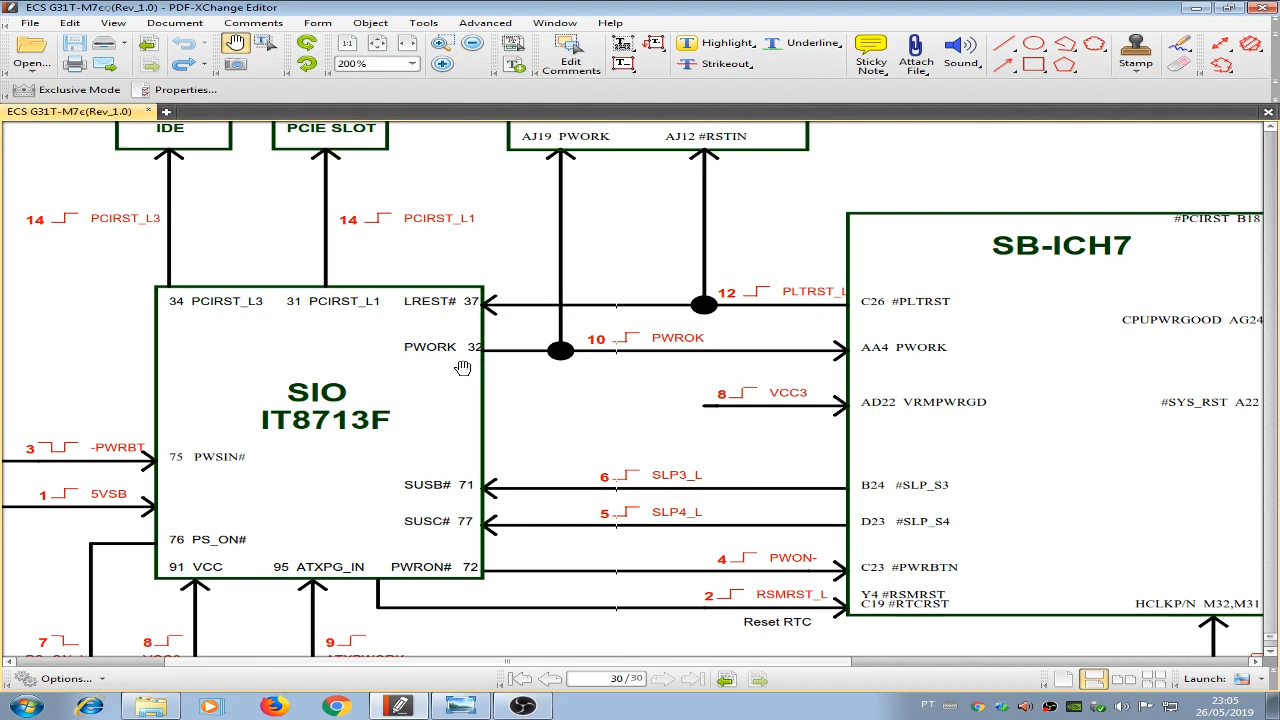 ECS G31T-M7c(Rev_1.0) - PDF-XChange Editor
File Edit View Document Comments Form Object Tools Advanced Window Help
Open... 200% 1:1 Edit Comments Highlight Strikeout Underline Sticky Note Attach File Sound Stamp
Exclusive Mode Properties...
ECS G31T-M7c(Rev_1.0)
IDE PCIE SLOT AJ19 PWORK AJ12 #RSTIN
14 PCIRST_L3 14 PCIRST_L1 #PCIRST B18
SB-ICH7
12 PLTRST_L
34 PCIRST_L3 31 PCIRST_L1 LREST# 37 C26 #PLTRST
CPUPWRGOOD AG24
10 PWROK
PWORK 32 AA4 PWORK
8 VCC3
SIO AD22 VRMPWRGD #SYS_RST A22
IT8713F
3 -PWRBT
75 PWSIN#
6 SLP3_L
SUSB# 71 B24 #SLP_S3
1 5VSB
5 SLP4_L
SUSC# 77 D23 #SLP_S4
76 PS_ON#
4 PWON-
91 VCC 95 ATXPG_IN PWRON# 72 C23 #PWRBTN
2 RSMRST_L Y4 #RSMRST
C19 #RTCRST HCLKP/N M32,M31
Reset RTC
7 8 9
Options... 30 / 30 Launch:
PT 23:05
26/05/2019